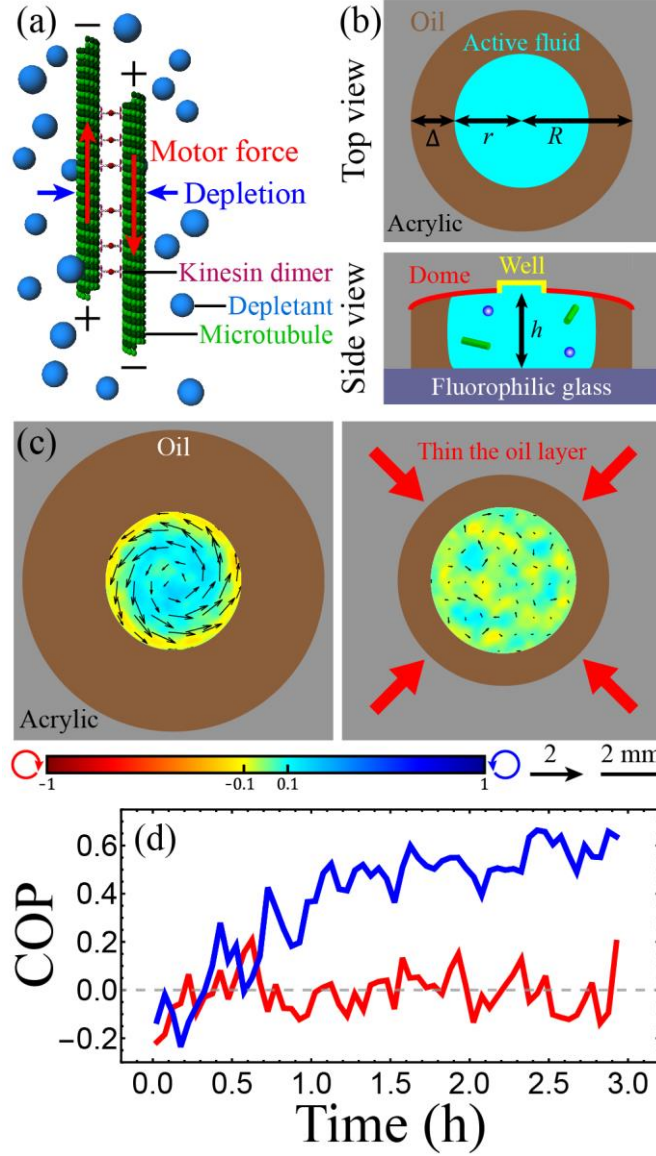 (a)
−
+
Motor force
Depletion
Kinesin dimer
Depletant
Microtubule
+
−
(b)
Top view
Oil
Active fluid
Δ
r
R
Acrylic
Side view
Dome
Well
h
Fluorophilic glass
(c)
Oil
Acrylic
Thin the oil layer
−1
−0.1
0.1
1
2
2 mm
(d)
COP
0.6
0.4
0.2
0.0
−0.2
0.0 0.5 1.0 1.5 2.0 2.5 3.0
Time (h)